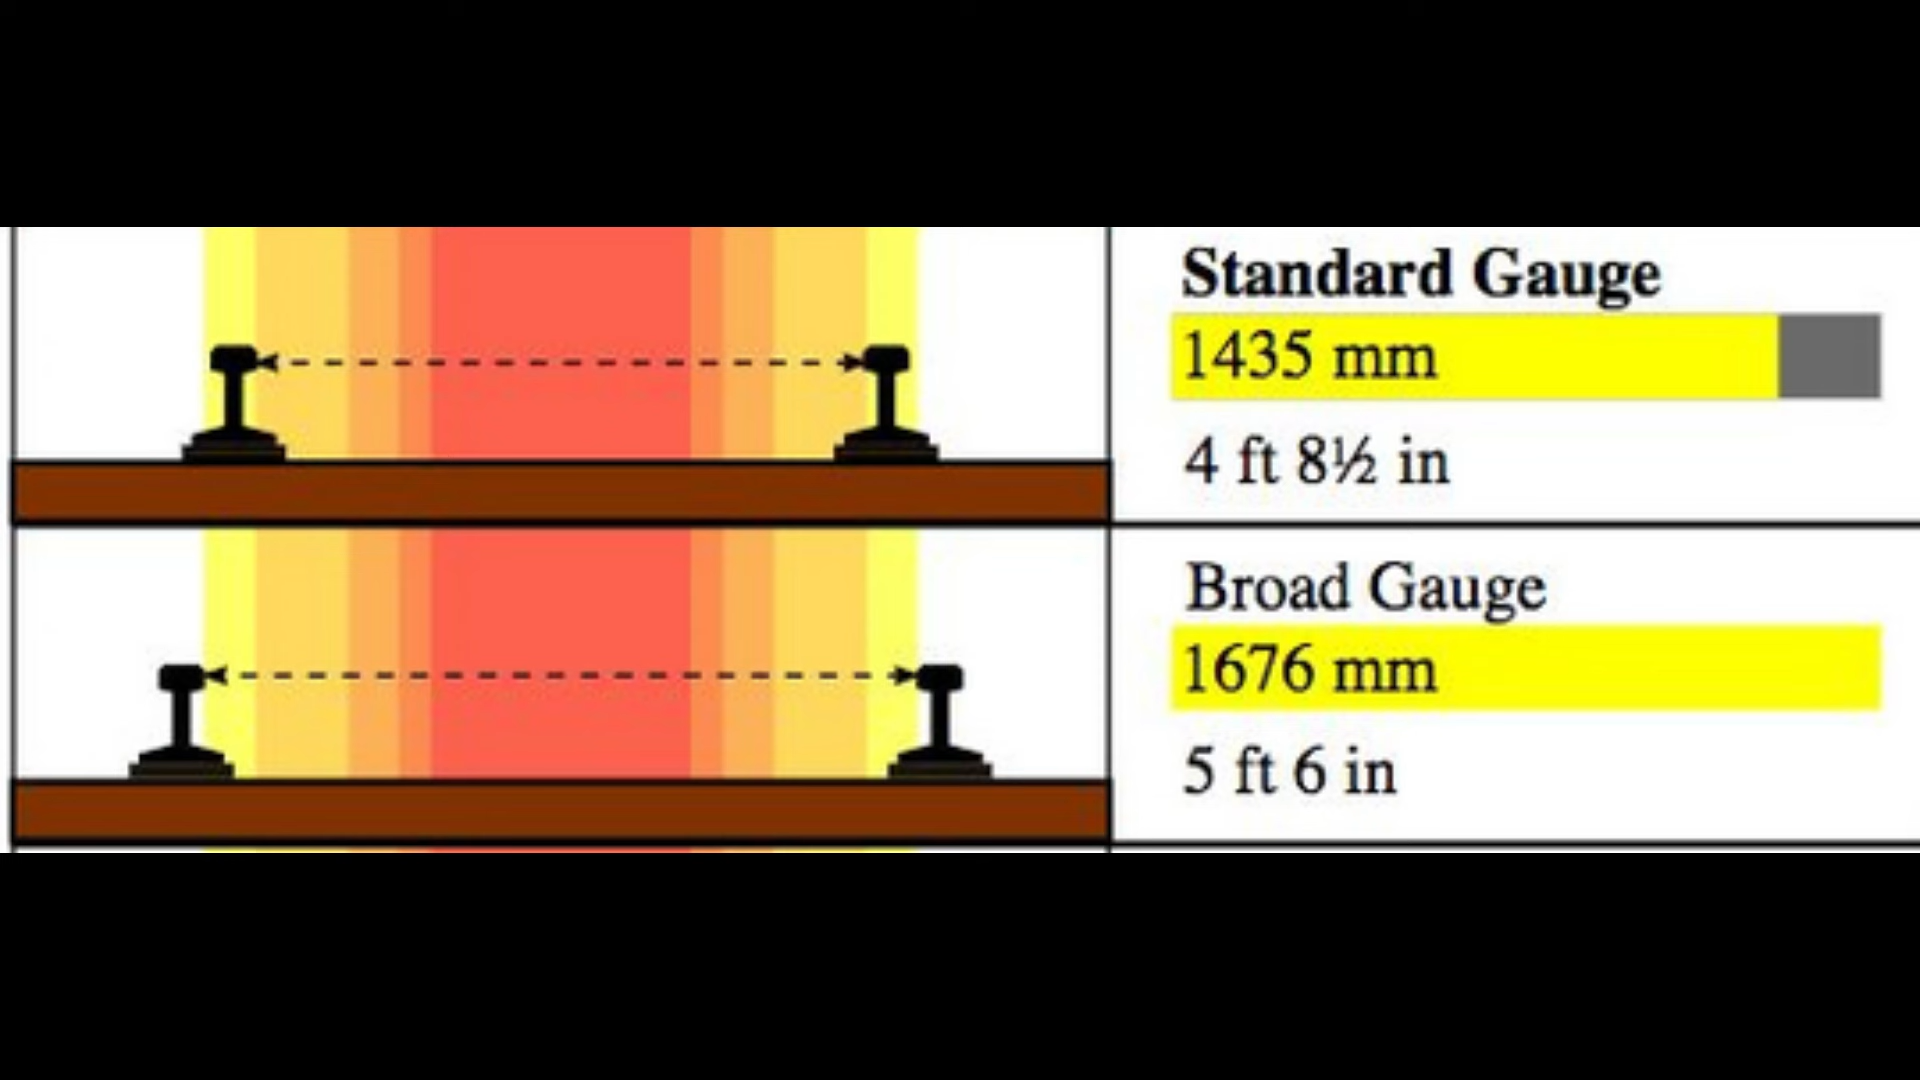 Standard Gauge
1435 mm
4 ft 8½ in
Broad Gauge
1676 mm
5 ft 6 in